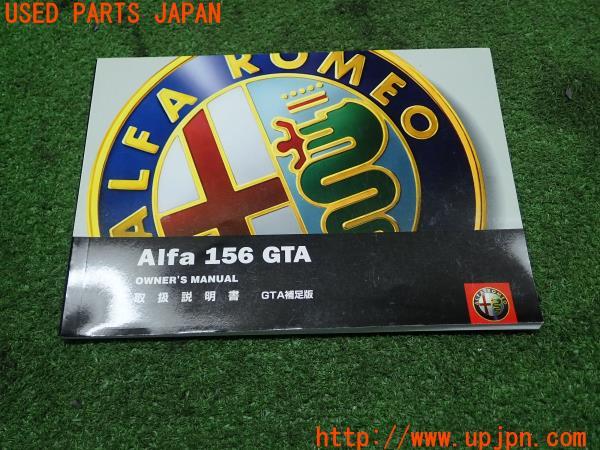 USED PARTS JAPAN
ALFA ROMEO
Alfa 156 GTA
OWNER'S MANUAL
取扱説明書 GTA補足版
http://www.upjpn.com/